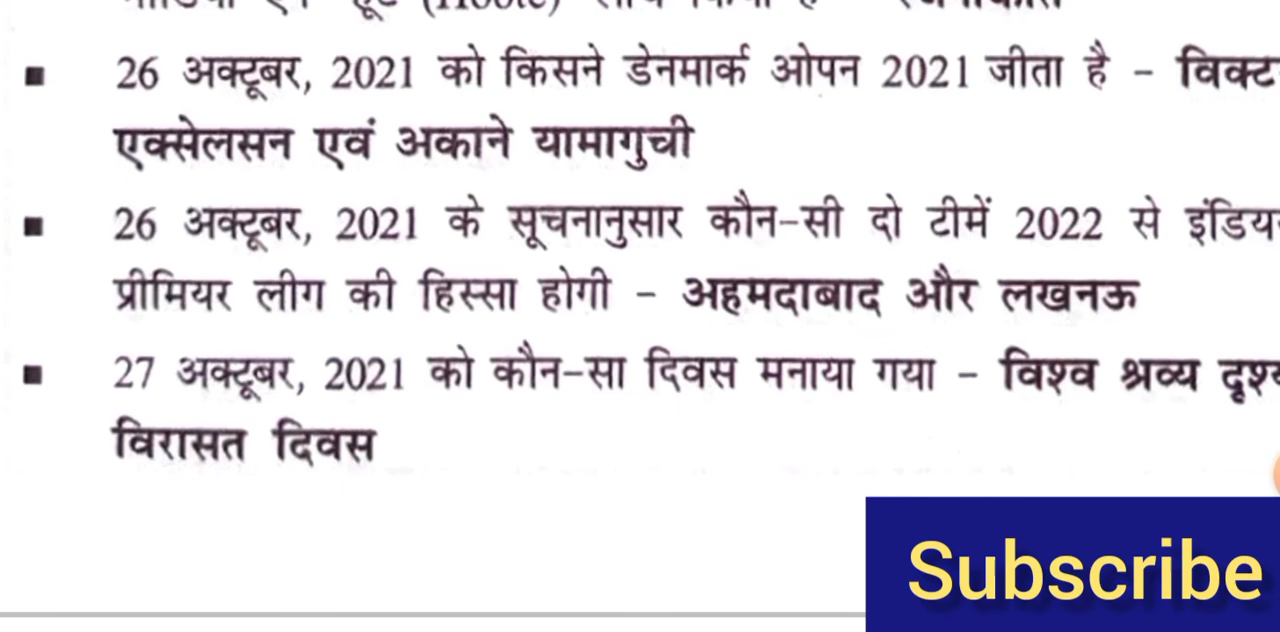 (Hoote)
26 अक्टूबर, 2021 को किसने डेनमार्क ओपन 2021 जीता है -
एक्सेलसन एवं अकाने यामागुची
26 अक्टूबर, 2021 के सूचनानुसार कौन-सी दो टीमें 2022 से
प्रीमियर लीग की हिस्सा होगी - अहमदाबाद और लखनऊ
27 अक्टूबर, 2021 को कौन-सा दिवस मनाया गया - विश्व श्रव्य
विरासत दिवस
Subscribe